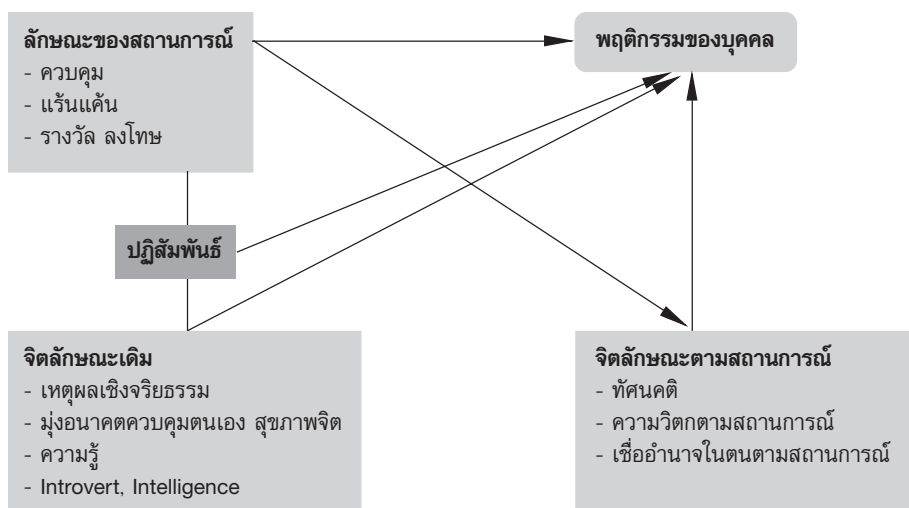 ลักษณะของสถานการณ์
- ควบคุม
- แร้นแค้น
- รางวัล ลงโทษ
พฤติกรรมของบุคคล
ปฏิสัมพันธ์
จิตลักษณะเดิม
- เหตุผลเชิงจริยธรรม
- มุ่งอนาคตควบคุมตนเอง สุขภาพจิต
- ความรู้
- Introvert, Intelligence
จิตลักษณะตามสถานการณ์
- ทัศนคติ
- ความวิตกตามสถานการณ์
- เชื่ออำนาจในตนตามสถานการณ์